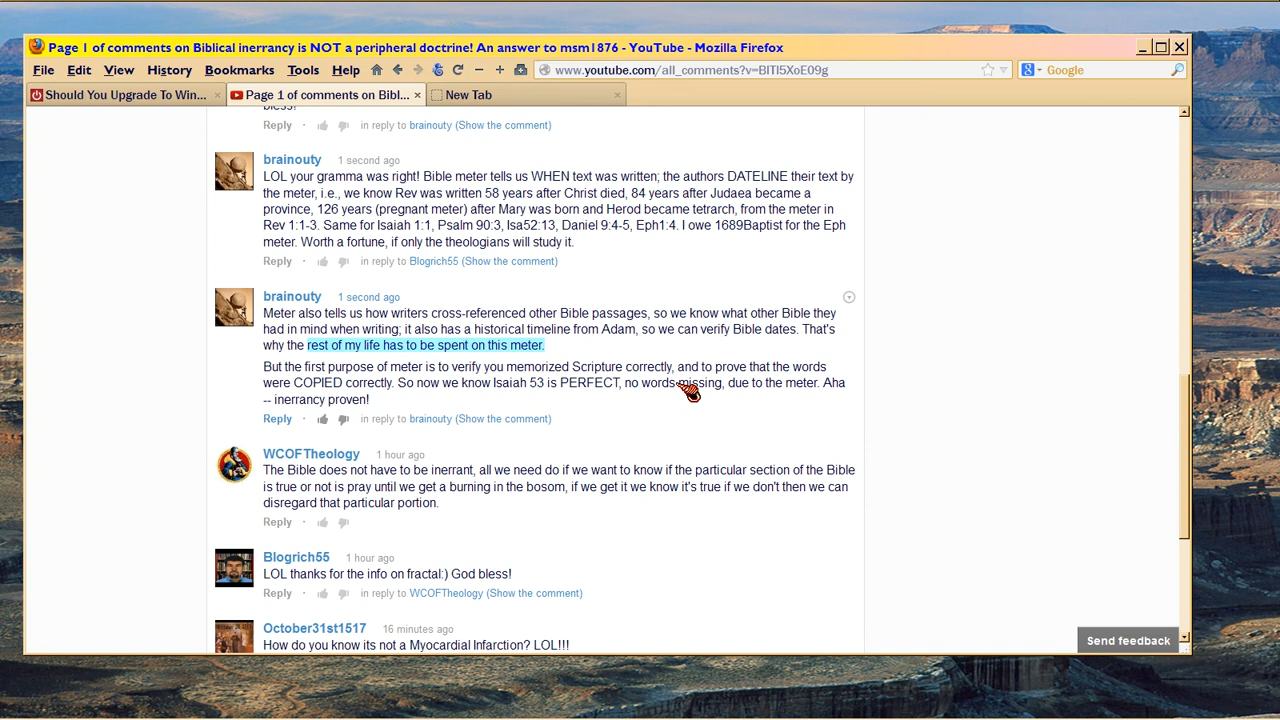 Page 1 of comments on Biblical inerrancy is NOT a peripheral doctrine! An answer to msm1876 - YouTube - Mozilla Firefox
File Edit View History Bookmarks Tools Help
www.youtube.com/all_comments?v=BITI5XoE09g
Google
Should You Upgrade To Win...
Page 1 of comments on Bibl...
New Tab
bless!
Reply · in reply to brainouty (Show the comment)
brainouty 1 second ago
LOL your gramma was right! Bible meter tells us WHEN text was written; the authors DATELINE their text by
the meter, i.e., we know Rev was written 58 years after Christ died, 84 years after Judaea became a
province, 126 years (pregnant meter) after Mary was born and Herod became tetrarch, from the meter in
Rev 1:1-3. Same for Isaiah 1:1, Psalm 90:3, Isa52:13, Daniel 9:4-5, Eph1:4. I owe 1689Baptist for the Eph
meter. Worth a fortune, if only the theologians will study it.
Reply · in reply to Blogrich55 (Show the comment)
brainouty 1 second ago
Meter also tells us how writers cross-referenced other Bible passages, so we know what other Bible they
had in mind when writing; it also has a historical timeline from Adam, so we can verify Bible dates. That's
why the rest of my life has to be spent on this meter.
But the first purpose of meter is to verify you memorized Scripture correctly, and to prove that the words
were COPIED correctly. So now we know Isaiah 53 is PERFECT, no words missing, due to the meter. Aha
-- inerrancy proven!
Reply · in reply to brainouty (Show the comment)
WCOFTheology 1 hour ago
The Bible does not have to be inerrant, all we need do if we want to know if the particular section of the Bible
is true or not is pray until we get a burning in the bosom, if we get it we know it's true if we don't then we can
disregard that particular portion.
Reply ·
Blogrich55 1 hour ago
LOL thanks for the info on fractal:) God bless!
Reply · in reply to WCOFTheology (Show the comment)
October31st1517 16 minutes ago
How do you know its not a Myocardial Infarction? LOL!!!
Send feedback